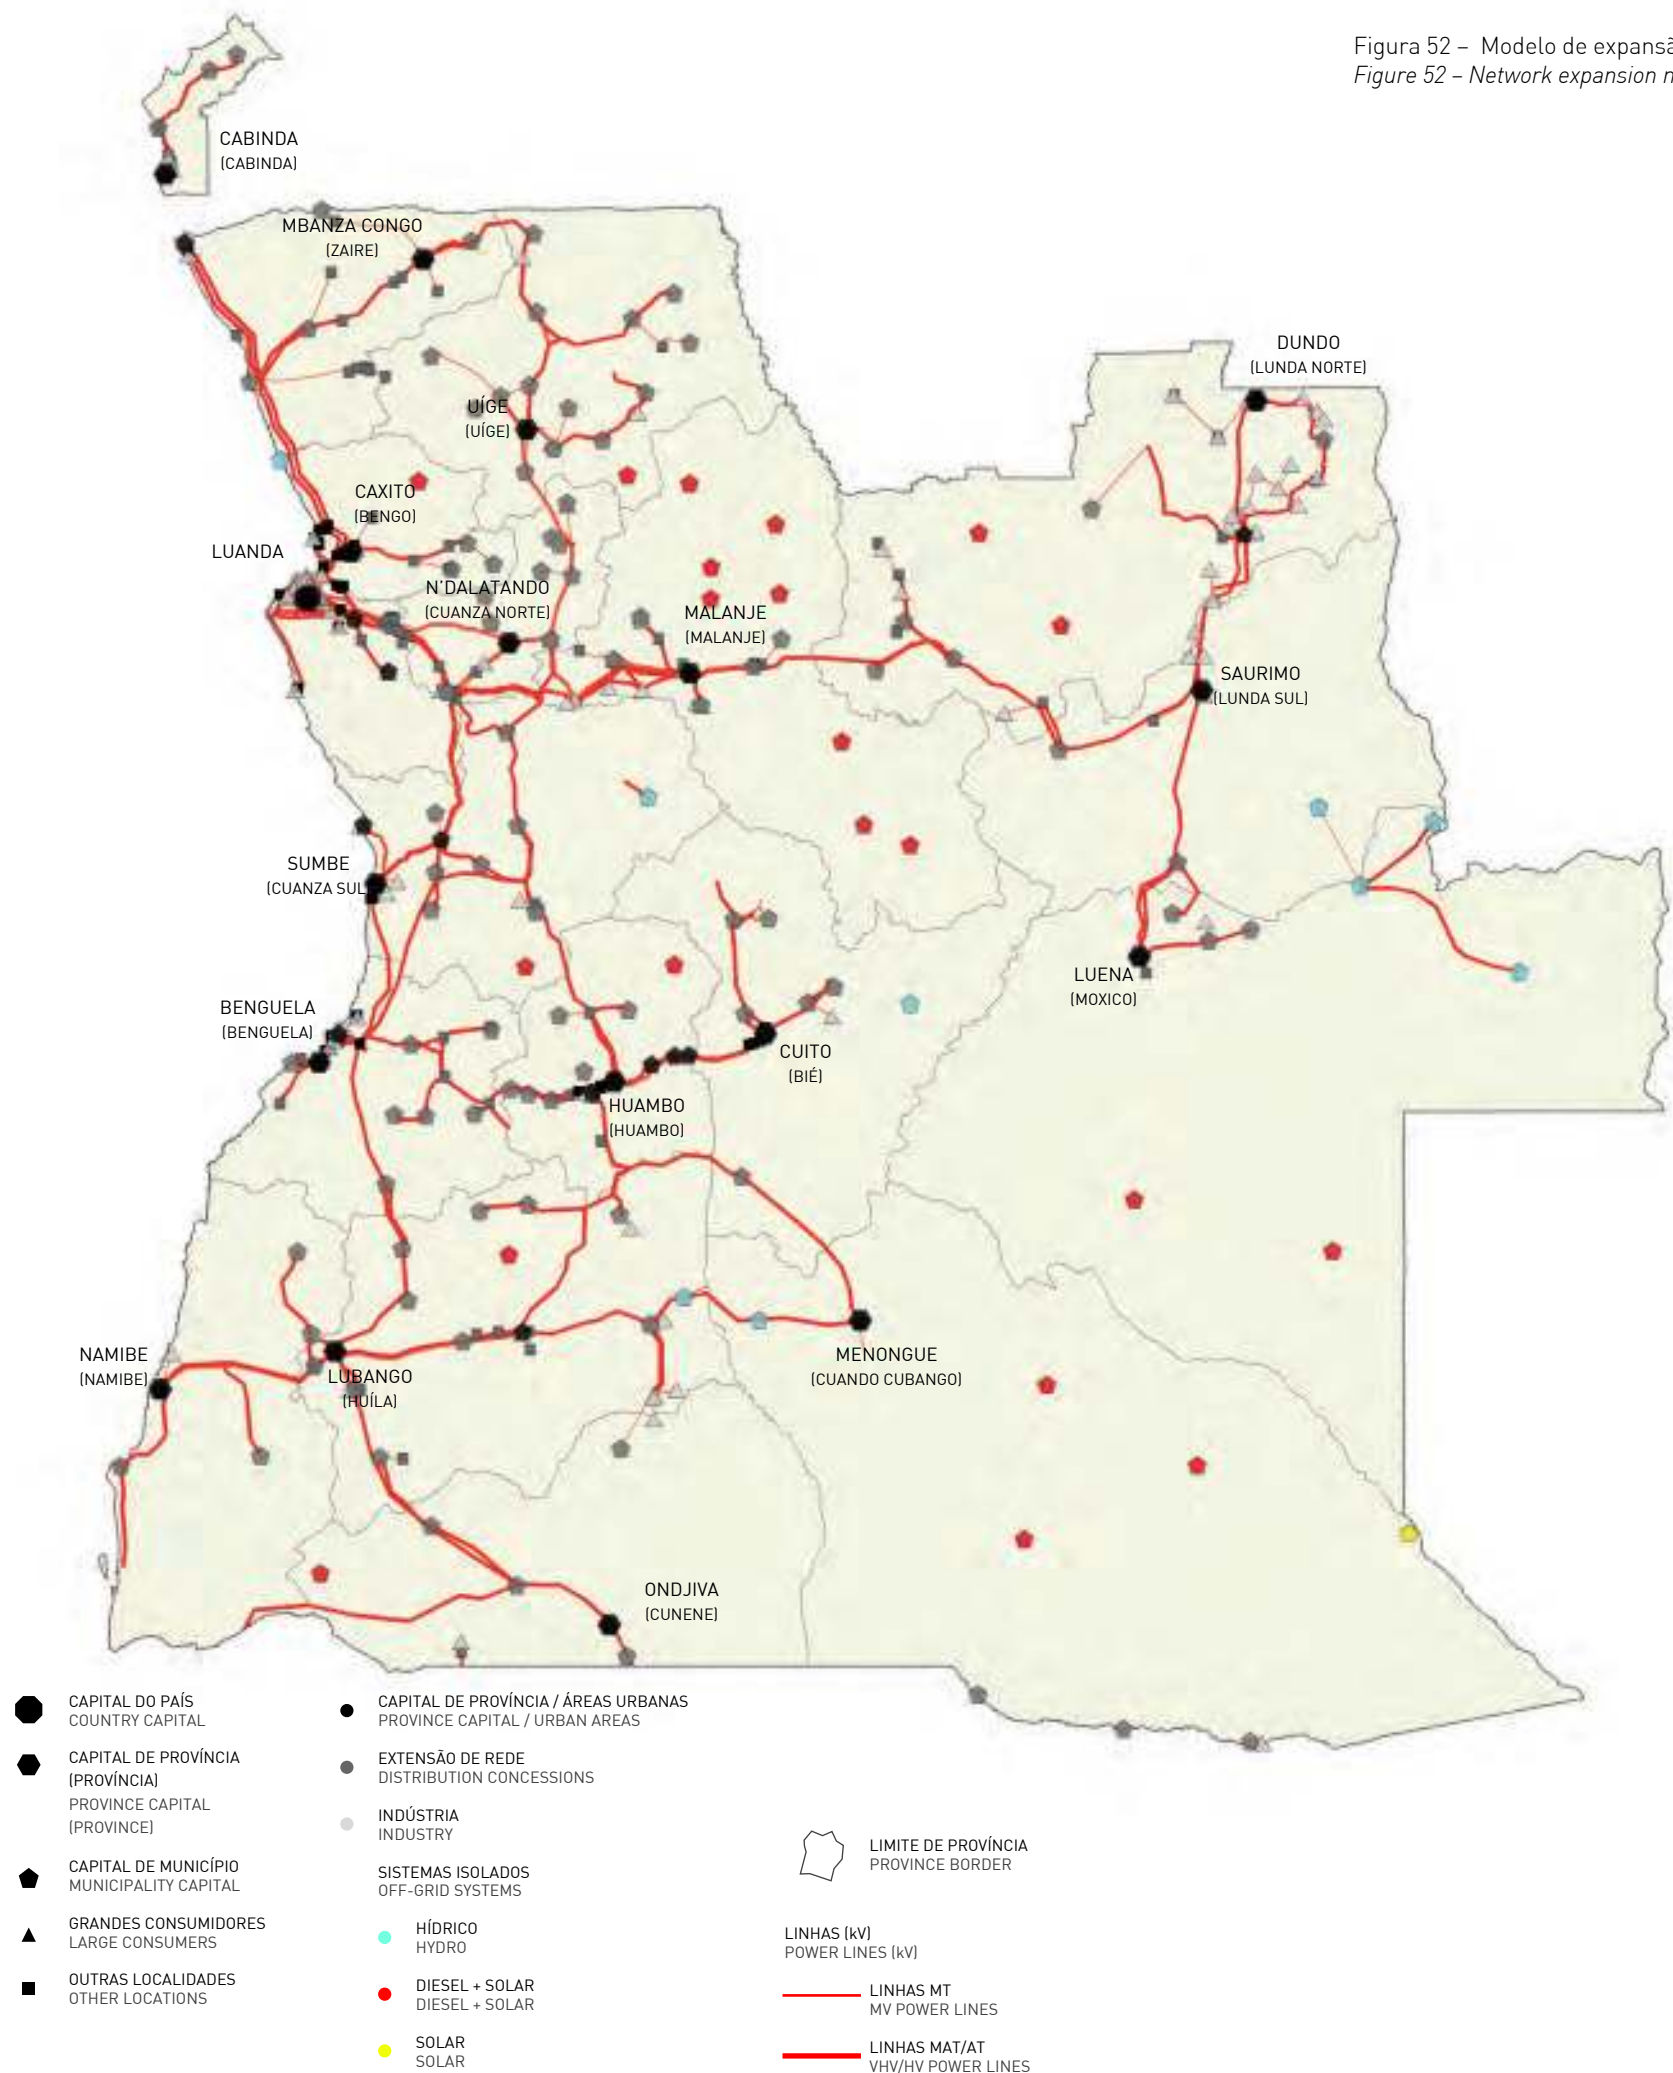 Figura 52 – Modelo de expansã
Figure 52 – Network expansion
CABINDA
(CABINDA)
MBANZA CONGO
(ZAIRE)
DUNDO
(LUNDA NORTE)
UÍGE
(UÍGE)
CAXITO
(BENGO)
LUANDA
N'DALATANDO
(CUANZA NORTE)
MALANJE
(MALANJE)
SAURIMO
(LUNDA SUL)
SUMBE
(CUANZA SUL)
LUENA
(MOXICO)
BENGUELA
(BENGUELA)
CUITO
(BIÉ)
HUAMBO
(HUAMBO)
NAMIBE
(NAMIBE)
LUBANGO
(HUÍLA)
MENONGUE
(CUANDO CUBANGO)
ONDJIVA
(CUNENE)
CAPITAL DO PAÍS
COUNTRY CAPITAL
CAPITAL DE PROVÍNCIA
(PROVÍNCIA)
PROVINCE CAPITAL
(PROVINCE)
CAPITAL DE MUNICÍPIO
MUNICIPALITY CAPITAL
GRANDES CONSUMIDORES
LARGE CONSUMERS
OUTRAS LOCALIDADES
OTHER LOCATIONS
CAPITAL DE PROVÍNCIA / ÁREAS URBANAS
PROVINCE CAPITAL / URBAN AREAS
EXTENSÃO DE REDE
DISTRIBUTION CONCESSIONS
INDÚSTRIA
INDUSTRY
SISTEMAS ISOLADOS
OFF-GRID SYSTEMS
HÍDRICO
HYDRO
DIESEL + SOLAR
DIESEL + SOLAR
SOLAR
SOLAR
LIMITE DE PROVÍNCIA
PROVINCE BORDER
LINHAS (kV)
POWER LINES (kV)
LINHAS MT
MV POWER LINES
LINHAS MAT/AT
VHV/HV POWER LINES